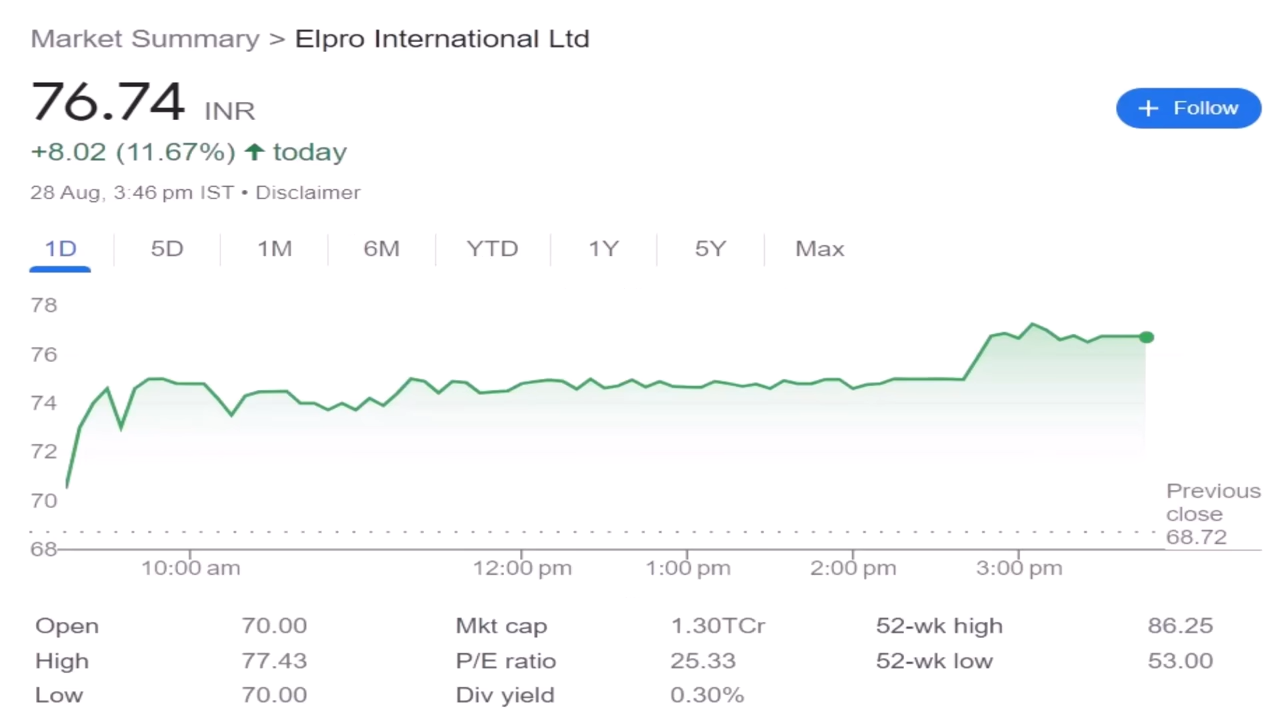 Market Summary > Elpro International Ltd
76.74 INR
+ Follow
+8.02 (11.67%) ↑ today
28 Aug, 3:46 pm IST • Disclaimer
1D 5D 1M 6M YTD 1Y 5Y Max
78
76
74
72
70
68
Previous
close
68.72
10:00 am 12:00 pm 1:00 pm 2:00 pm 3:00 pm
Open 70.00 Mkt cap 1.30TCr 52-wk high 86.25
High 77.43 P/E ratio 25.33 52-wk low 53.00
Low 70.00 Div yield 0.30%